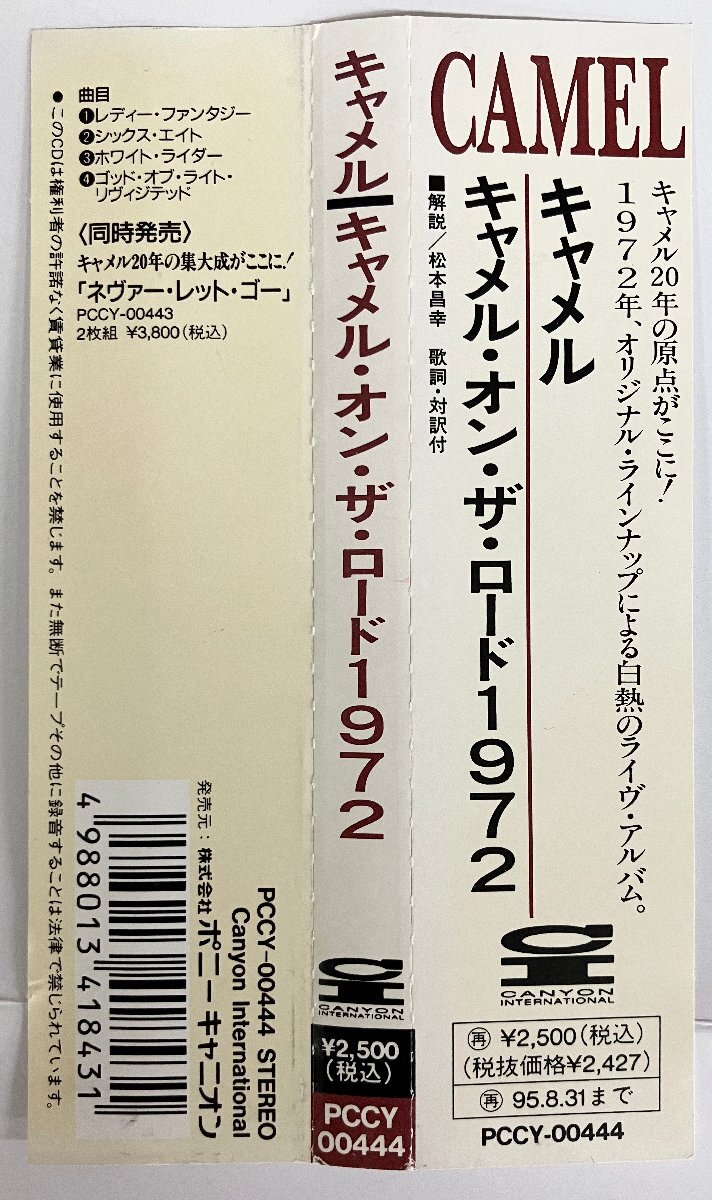 CAMEL
キャメル20年の原点がここに!
1972年、オリジナル・ラインナップによる白熱のライヴ・アルバム。
キャメル
キャメル・オン・ザ・ロード1972
■解説/松本昌幸 歌詞・対訳付
CANYON
INTERNATIONAL
再 ¥2,500(税込)
(税抜価格¥2,427)
再 95.8.31まで
PCCY-00444
キャメル|キャメル・オン・ザ・ロード1972
CANYON
INTERNATIONAL
¥2,500
(税込)
PCCY
00444
曲目
❶レディー・ファンタジー
❷シックス・エイト
❸ホワイト・ライダー
❹ゴッド・オブ・ライト・
リヴィジテッド
〈同時発売〉
キャメル20年の集大成がここに!
「ネヴァー・レット・ゴー」
PCCY-00443
2枚組 ¥3,800(税込)
●このCDは権利者の許諾なく賃貸業に使用することを禁じます。また無断でテープその他に録音することは法律で禁じられています。
PCCY-00444 STEREO
Canyon International
発売元:株式会社ポニーキャニオン
4988013418431